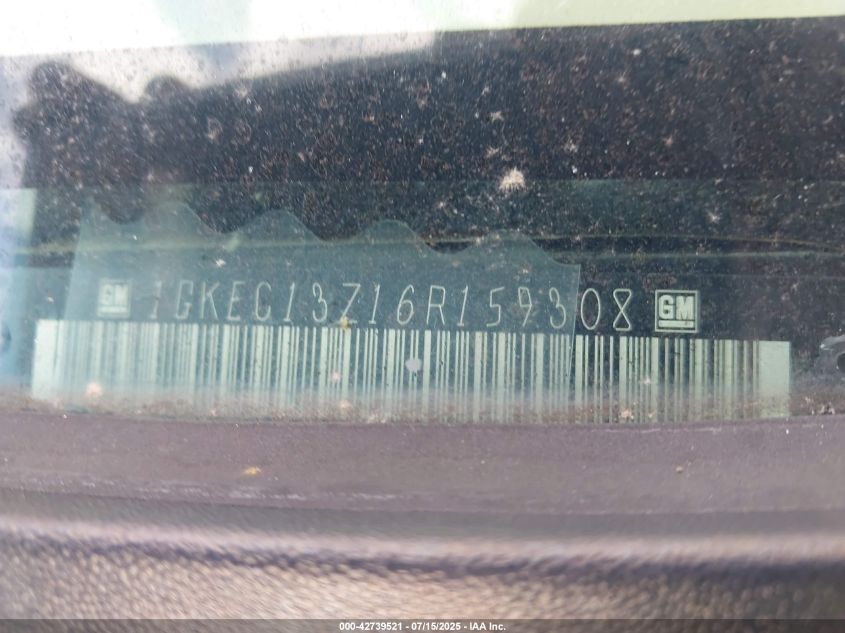 GM 1GKEC13Z16R159308 GM
000-42739521 - 07/15/2025 - IAA Inc.